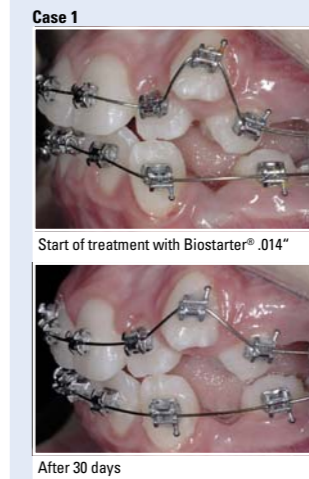 Case 1
Start of treatment with Biostarter® .014“
After 30 days